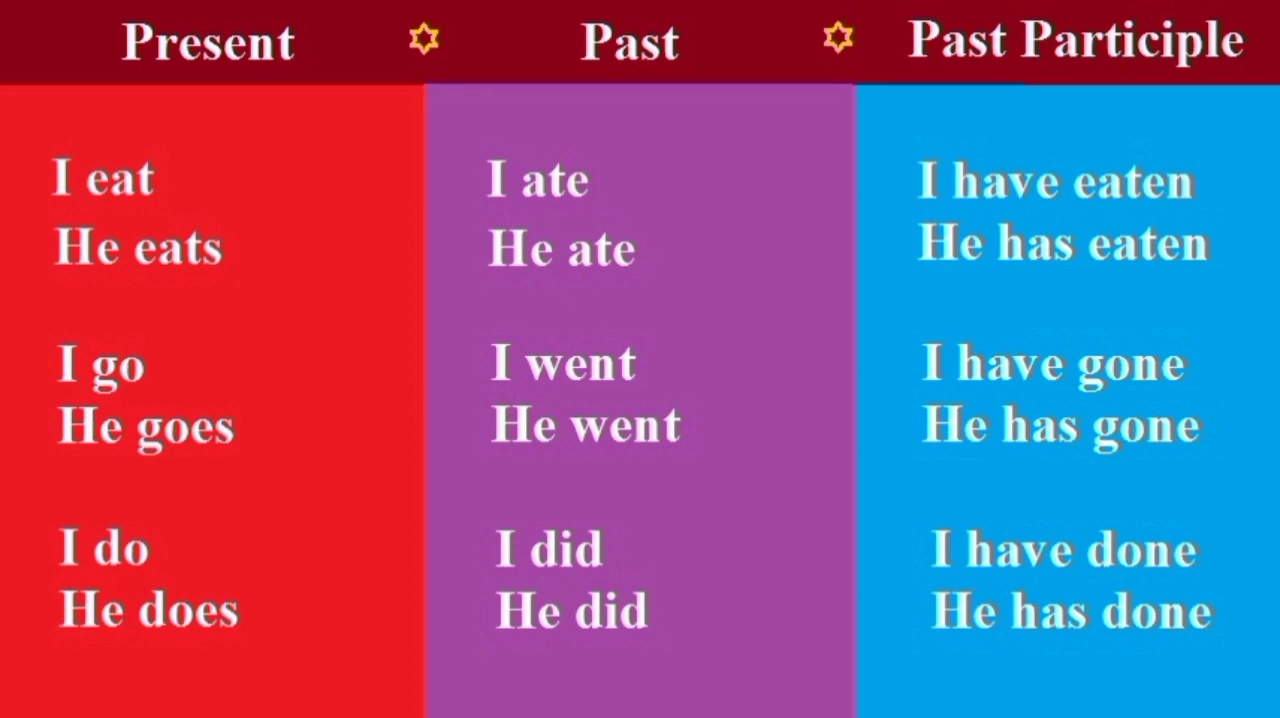 Present Past Past Participle
I eat
He eats
I go
He goes
I do
He does
I ate
He ate
I went
He went
I did
He did
I have eaten
He has eaten
I have gone
He has gone
I have done
He has done